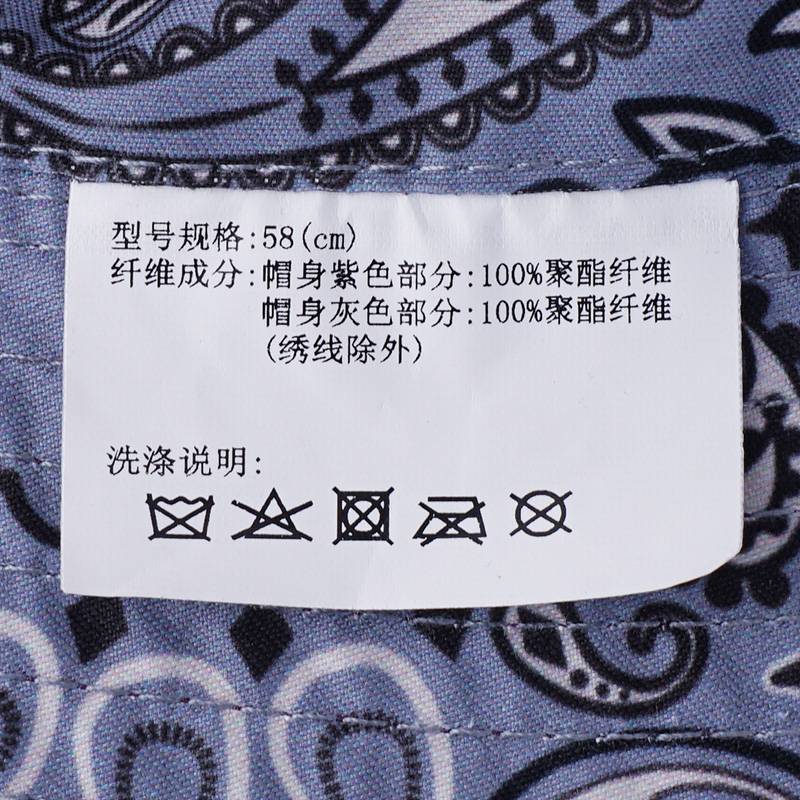 型号规格:58(cm)
纤维成分:帽身紫色部分:100%聚酯纤维
帽身灰色部分:100%聚酯纤维
(绣线除外)
洗涤说明: